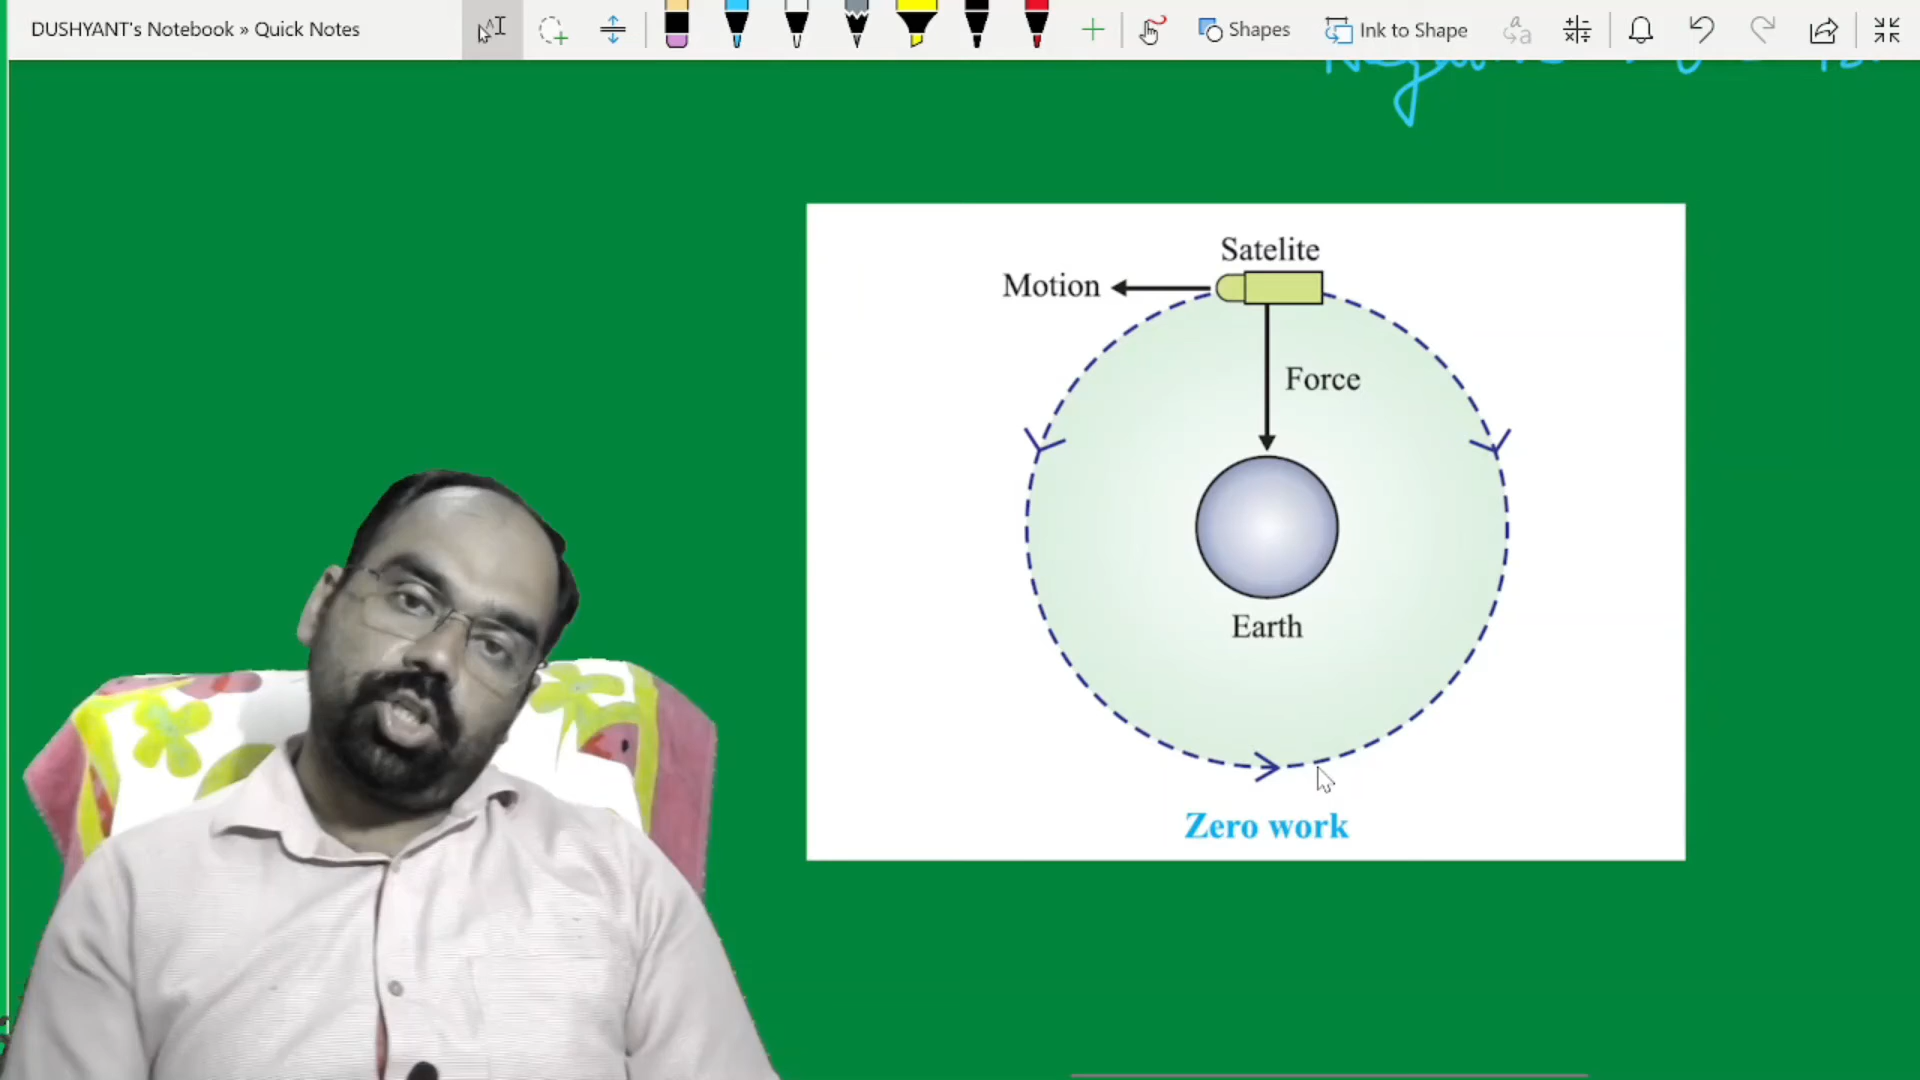 DUSHYANT's Notebook » Quick Notes
Shapes
Ink to Shape
Satelite
Motion
Force
Earth
Zero work